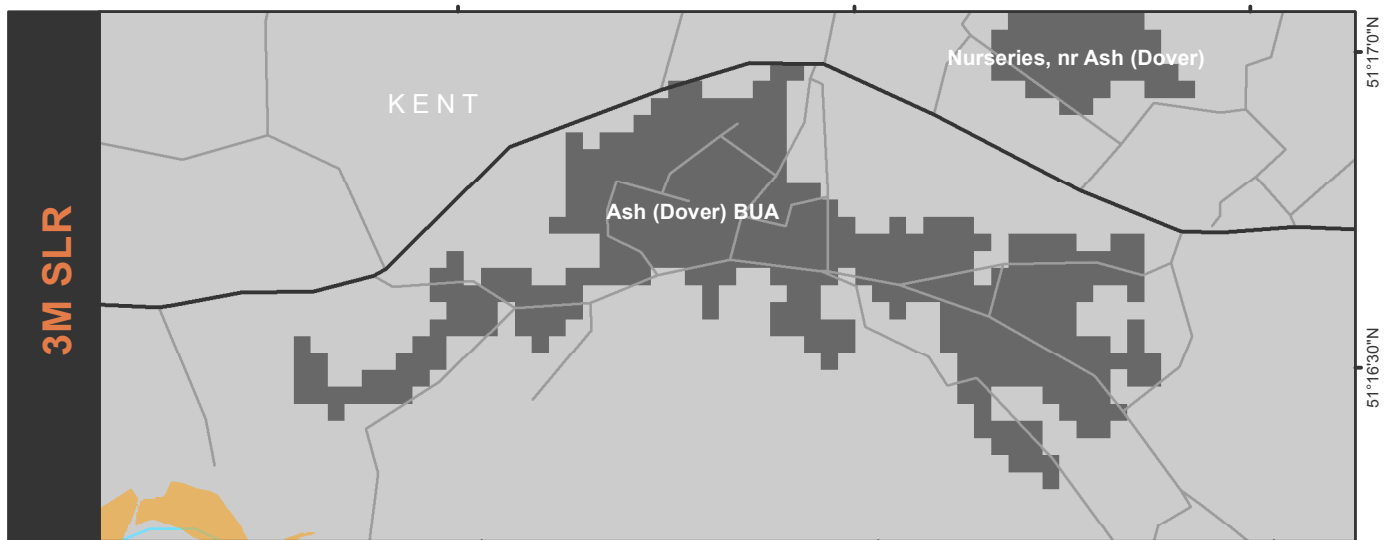 3M SLR
KENT
Nurseries, nr Ash (Dover)
Ash (Dover) BUA
51°17'0"N
51°16'30"N